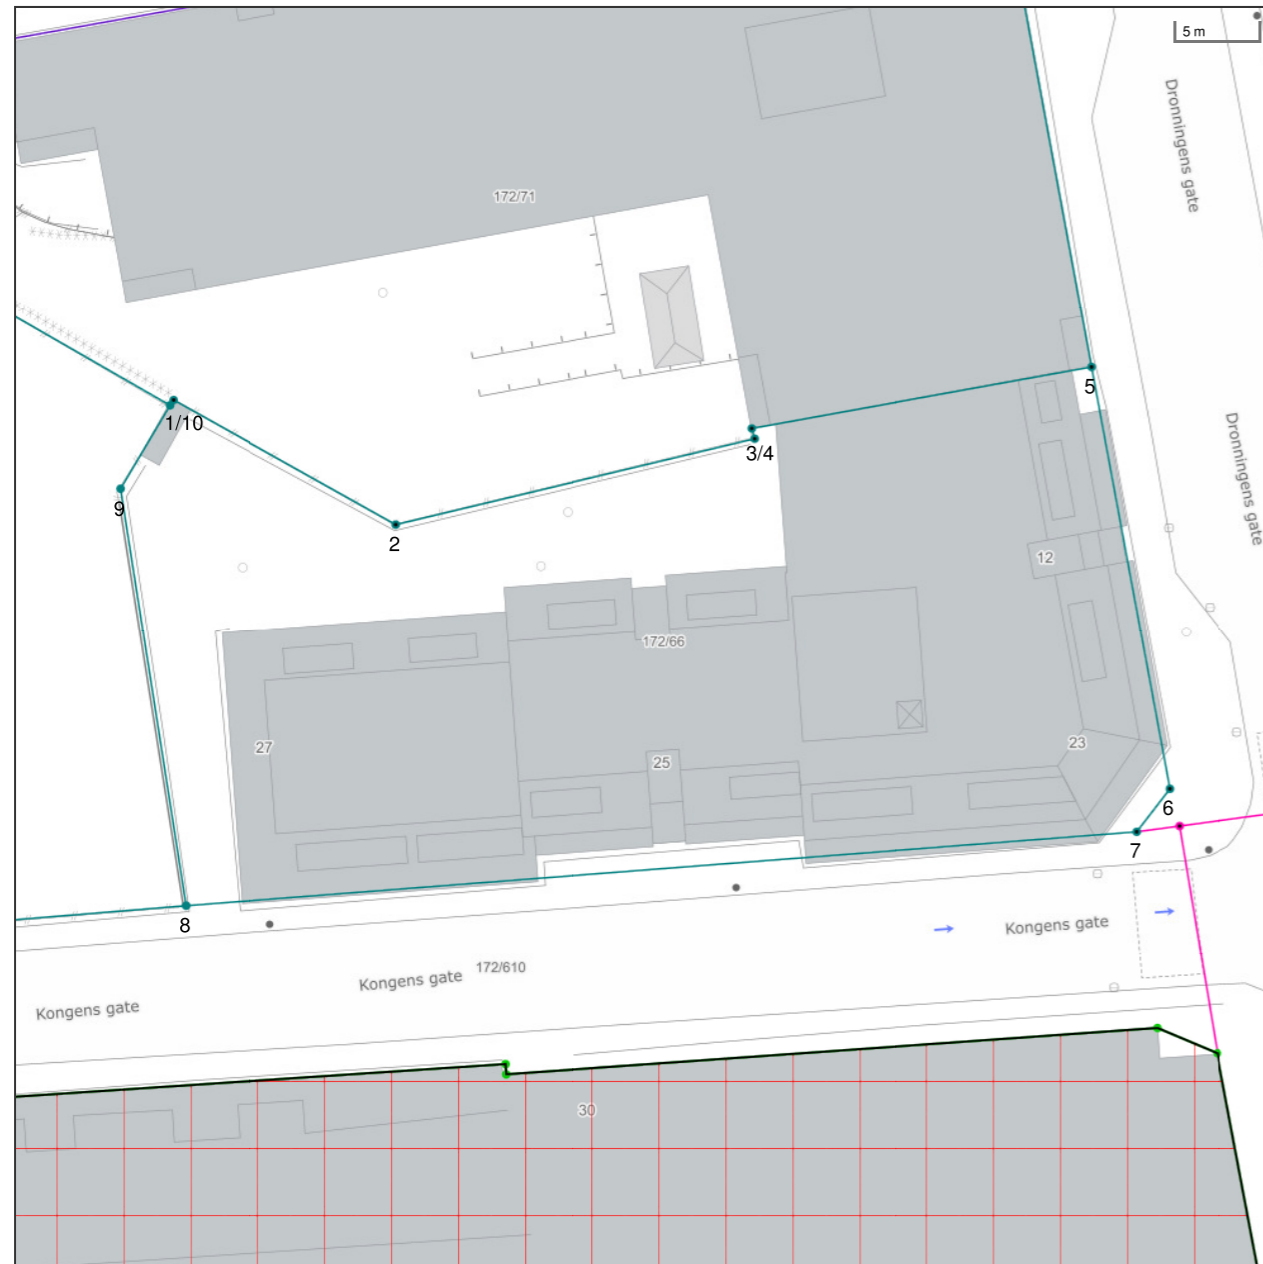 5 m
Dronningens gate
172/71
5
1/10
3/4
Dronningens gate
9
2
12
172/66
27
25
23
6
7
8
Kongens gate
172/610
Kongens gate
Kongens gate
30